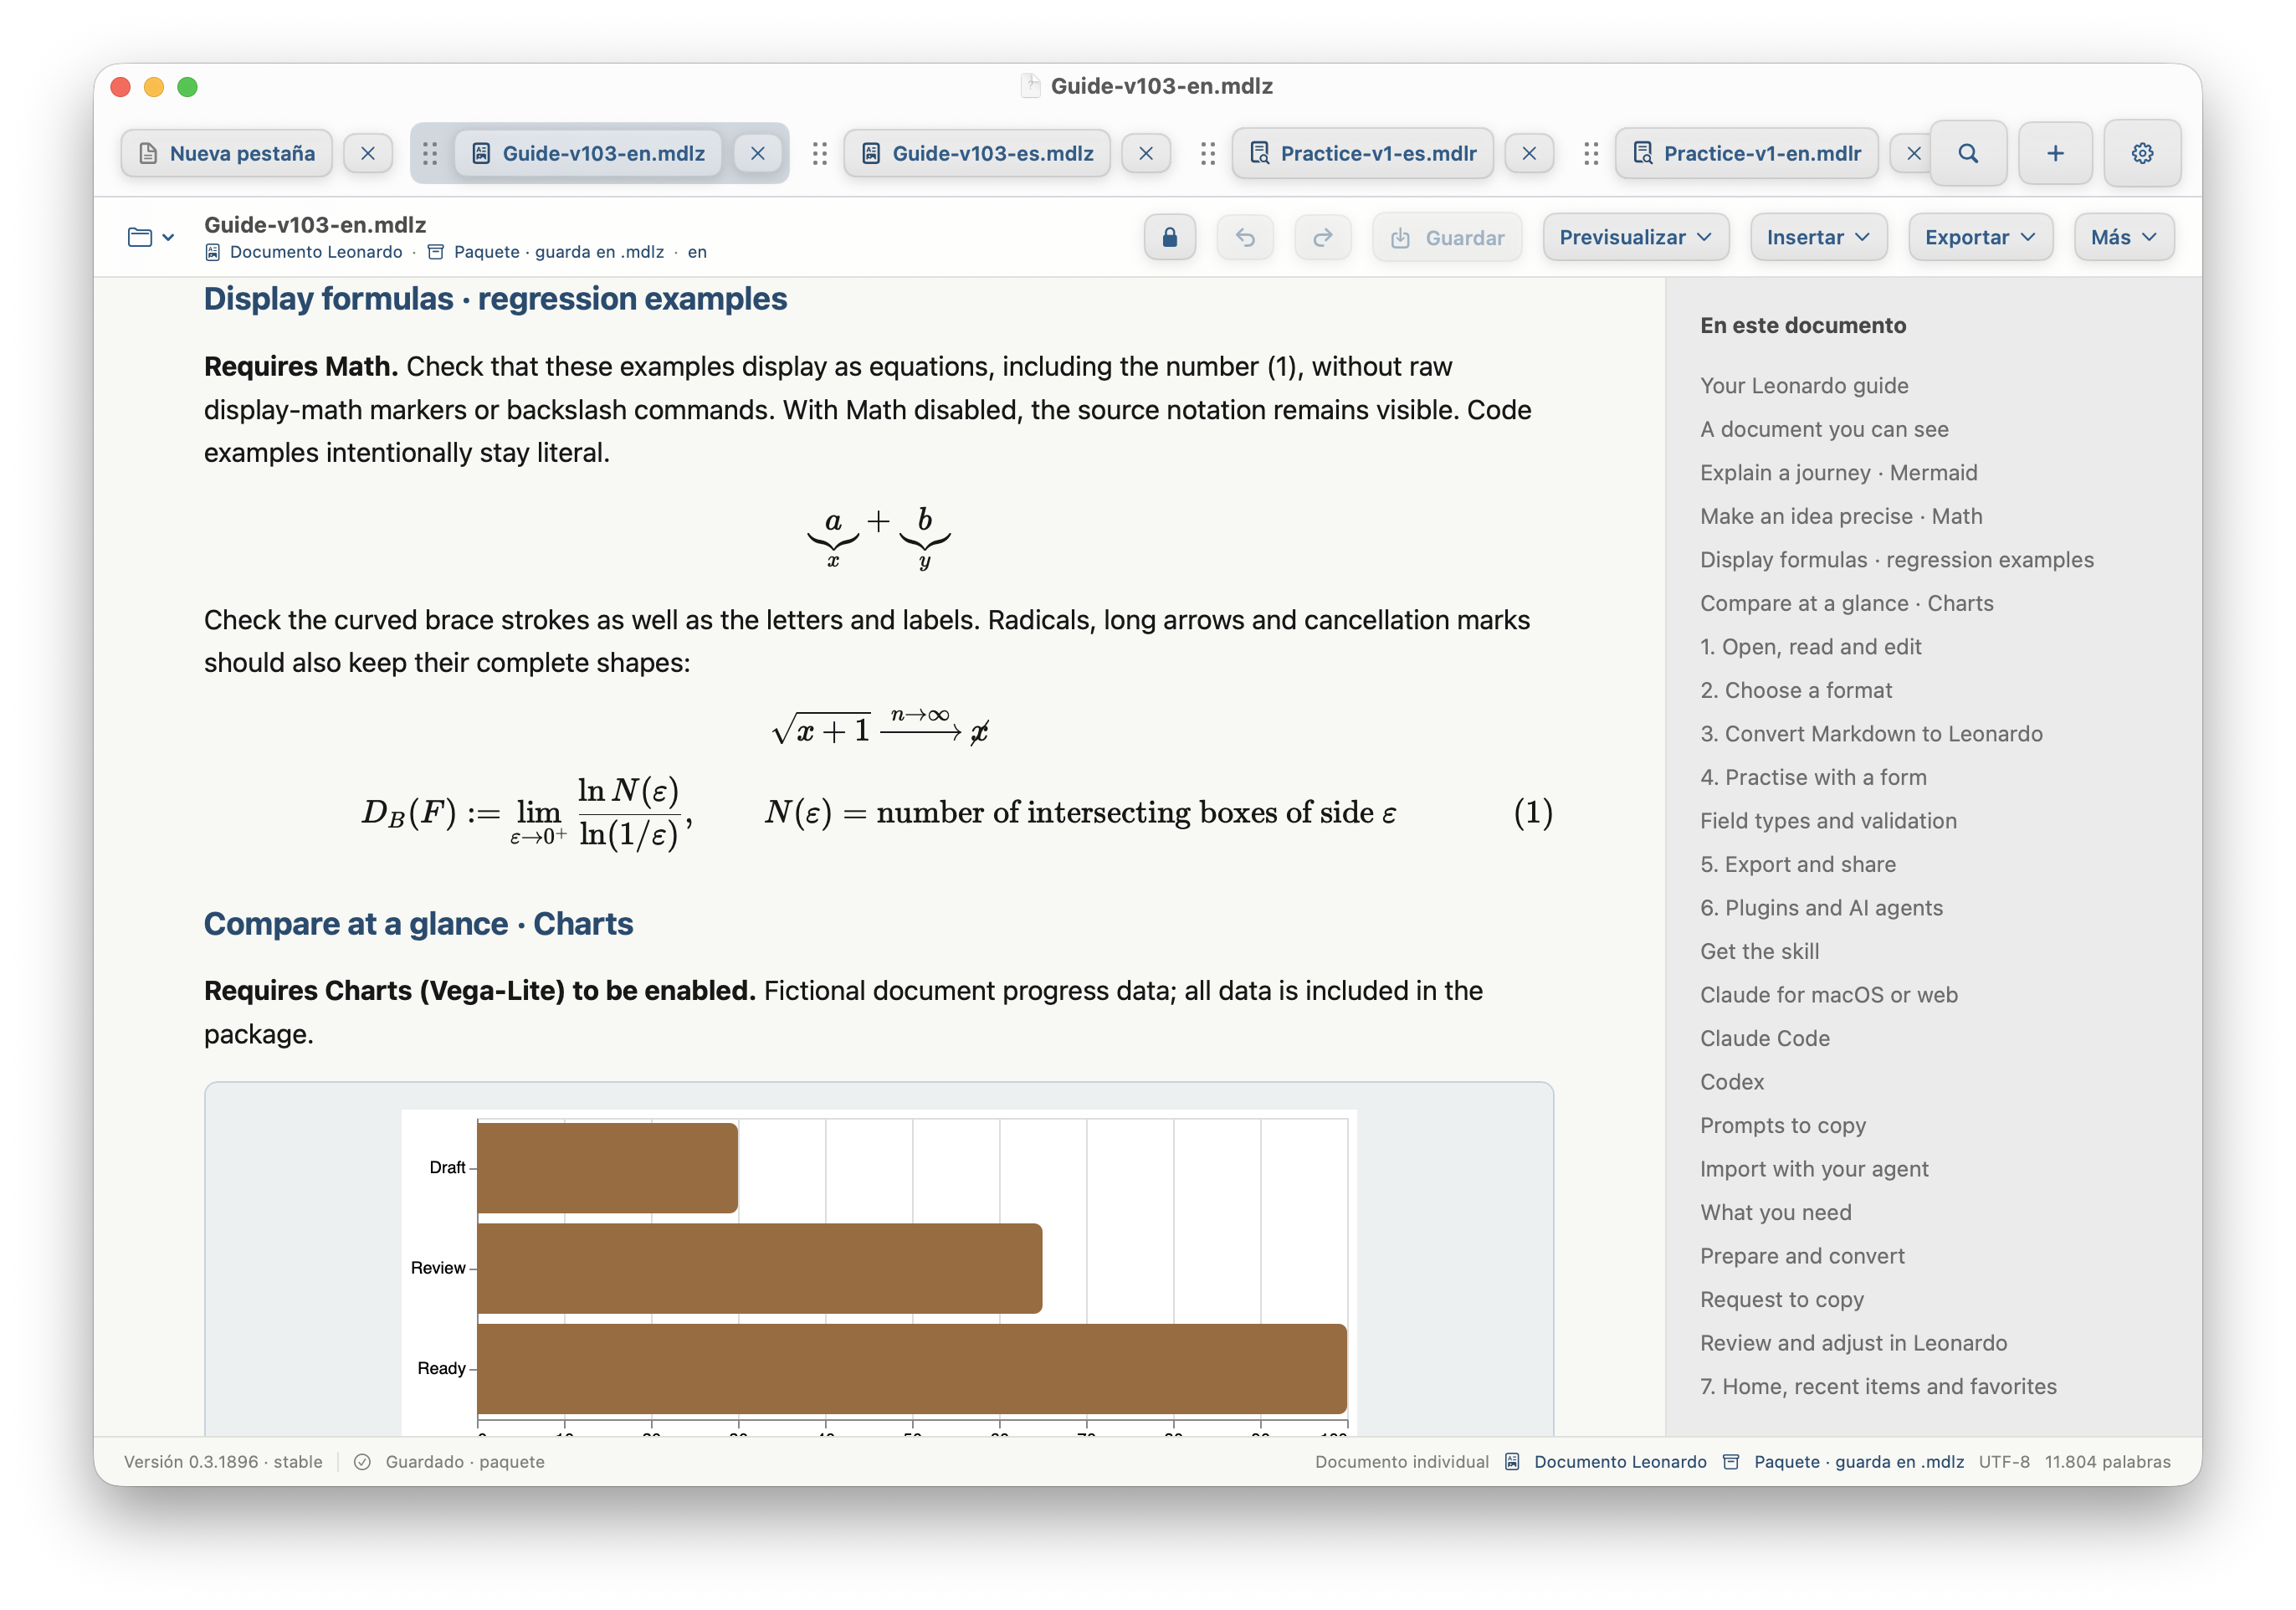 Guide-v103-en.mdlz
Nueva pestaña
Guide-v103-en.mdlz
Guide-v103-es.mdlz
Practice-v1-es.mdlr
Practice-v1-en.mdlr
Guide-v103-en.mdlz
Documento Leonardo · Paquete · guarda en .mdlz · en
Guardar
Previsualizar
Insertar
Exportar
Más
Display formulas · regression examples
Requires Math. Check that these examples display as equations, including the number (1), without raw
display-math markers or backslash commands. With Math disabled, the source notation remains visible. Code
examples intentionally stay literal.
a + b
x y
Check the curved brace strokes as well as the letters and labels. Radicals, long arrows and cancellation marks
should also keep their complete shapes:
√x + 1 n→∞ x
D_B(F) := lim ε→0⁺ ln N(ε) / ln(1/ε), N(ε) = number of intersecting boxes of side ε (1)
Compare at a glance · Charts
Requires Charts (Vega-Lite) to be enabled. Fictional document progress data; all data is included in the
package.
Draft
Review
Ready
En este documento
Your Leonardo guide
A document you can see
Explain a journey · Mermaid
Make an idea precise · Math
Display formulas · regression examples
Compare at a glance · Charts
1. Open, read and edit
2. Choose a format
3. Convert Markdown to Leonardo
4. Practise with a form
Field types and validation
5. Export and share
6. Plugins and AI agents
Get the skill
Claude for macOS or web
Claude Code
Codex
Prompts to copy
Import with your agent
What you need
Prepare and convert
Request to copy
Review and adjust in Leonardo
7. Home, recent items and favorites
Versión 0.3.1896 · stable
Guardado · paquete
Documento individual
Documento Leonardo
Paquete · guarda en .mdlz
UTF-8
11.804 palabras